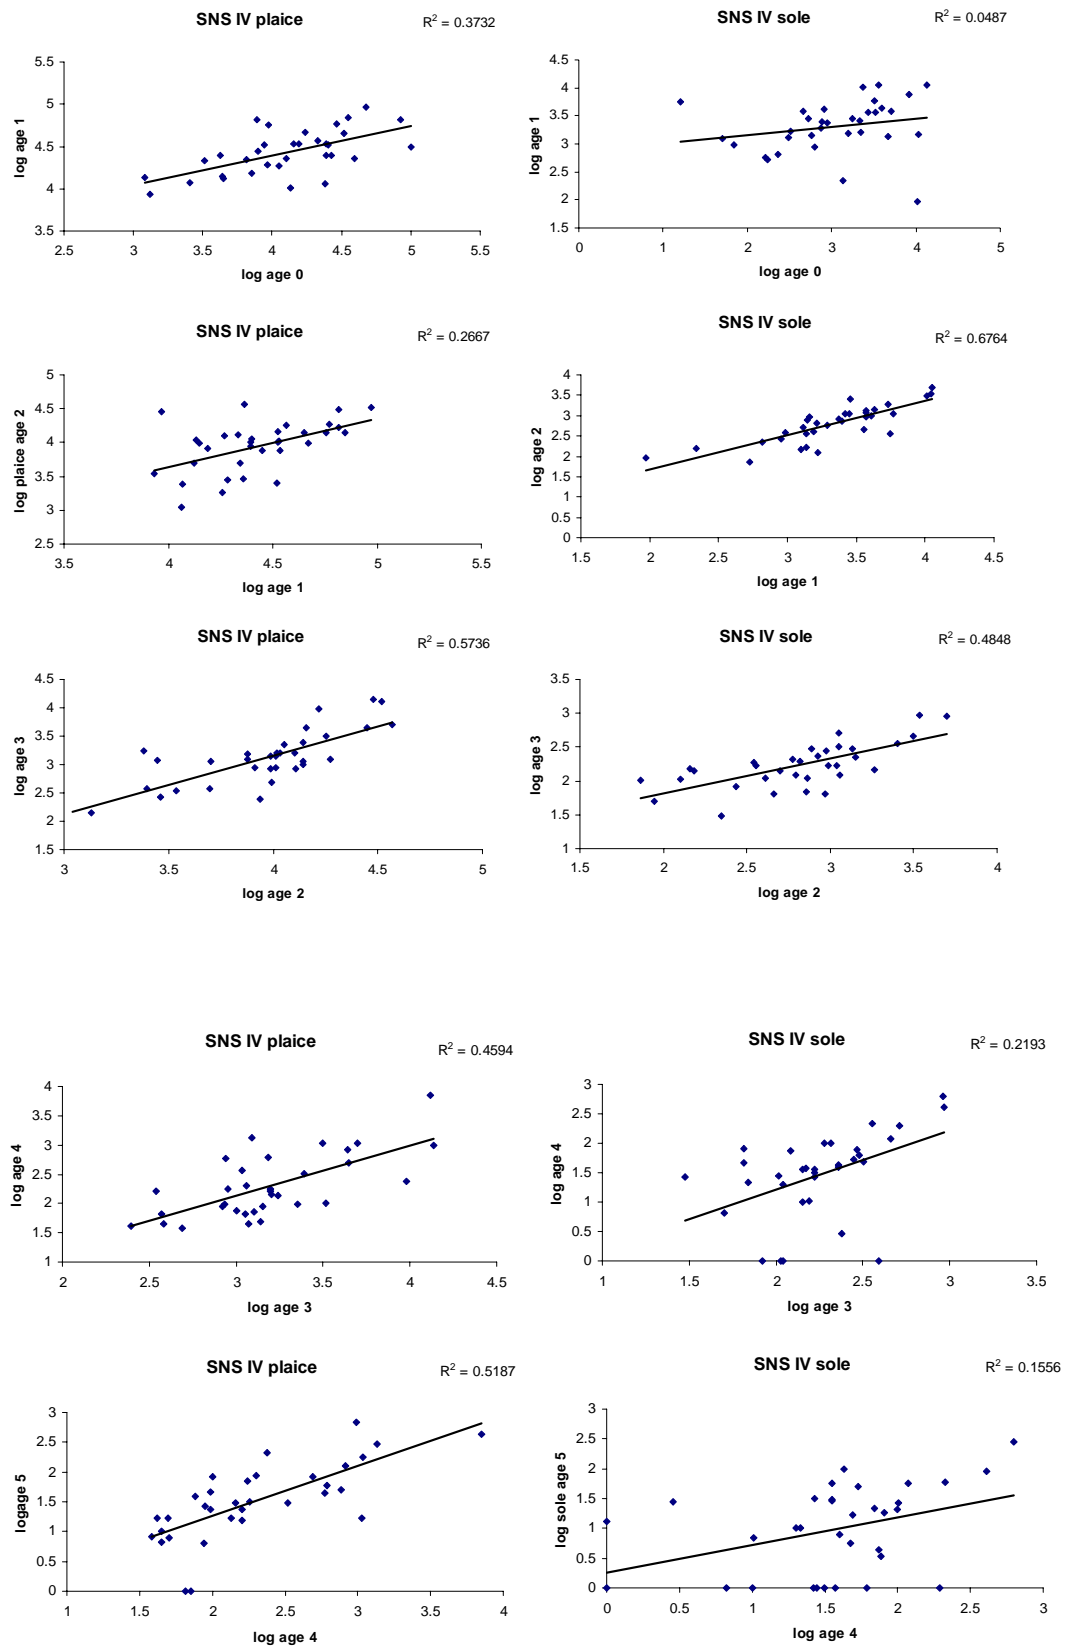 SNS IV plaice
R² = 0.3732
5.5
5
4.5
4
3.5
log age 1
2.5 3 3.5 4 4.5 5 5.5
log age 0
SNS IV sole
R² = 0.0487
4.5
4
3.5
3
2.5
2
1.5
log age 1
0 1 2 3 4 5
log age 0
SNS IV plaice
R² = 0.2667
5
4.5
4
3.5
3
2.5
log plaice age 2
3.5 4 4.5 5 5.5
log age 1
SNS IV sole
R² = 0.6764
4
3.5
3
2.5
2
1.5
1
0.5
0
log age 2
1.5 2 2.5 3 3.5 4 4.5
log age 1
SNS IV plaice
R² = 0.5736
4.5
4
3.5
3
2.5
2
1.5
log age 3
3 3.5 4 4.5 5
log age 2
SNS IV sole
R² = 0.4848
3.5
3
2.5
2
1.5
1
log age 3
1.5 2 2.5 3 3.5 4
log age 2
SNS IV plaice
R² = 0.4594
4
3.5
3
2.5
2
1.5
1
log age 4
2 2.5 3 3.5 4 4.5
log age 3
SNS IV sole
R² = 0.2193
3
2.5
2
1.5
1
0.5
0
log age 4
1 1.5 2 2.5 3 3.5
log age 3
SNS IV plaice
R² = 0.5187
3
2.5
2
1.5
1
0.5
0
logage 5
1 1.5 2 2.5 3 3.5 4
log age 4
SNS IV sole
R² = 0.1556
3
2.5
2
1.5
1
0.5
0
log sole age 5
0 0.5 1 1.5 2 2.5 3
log age 4